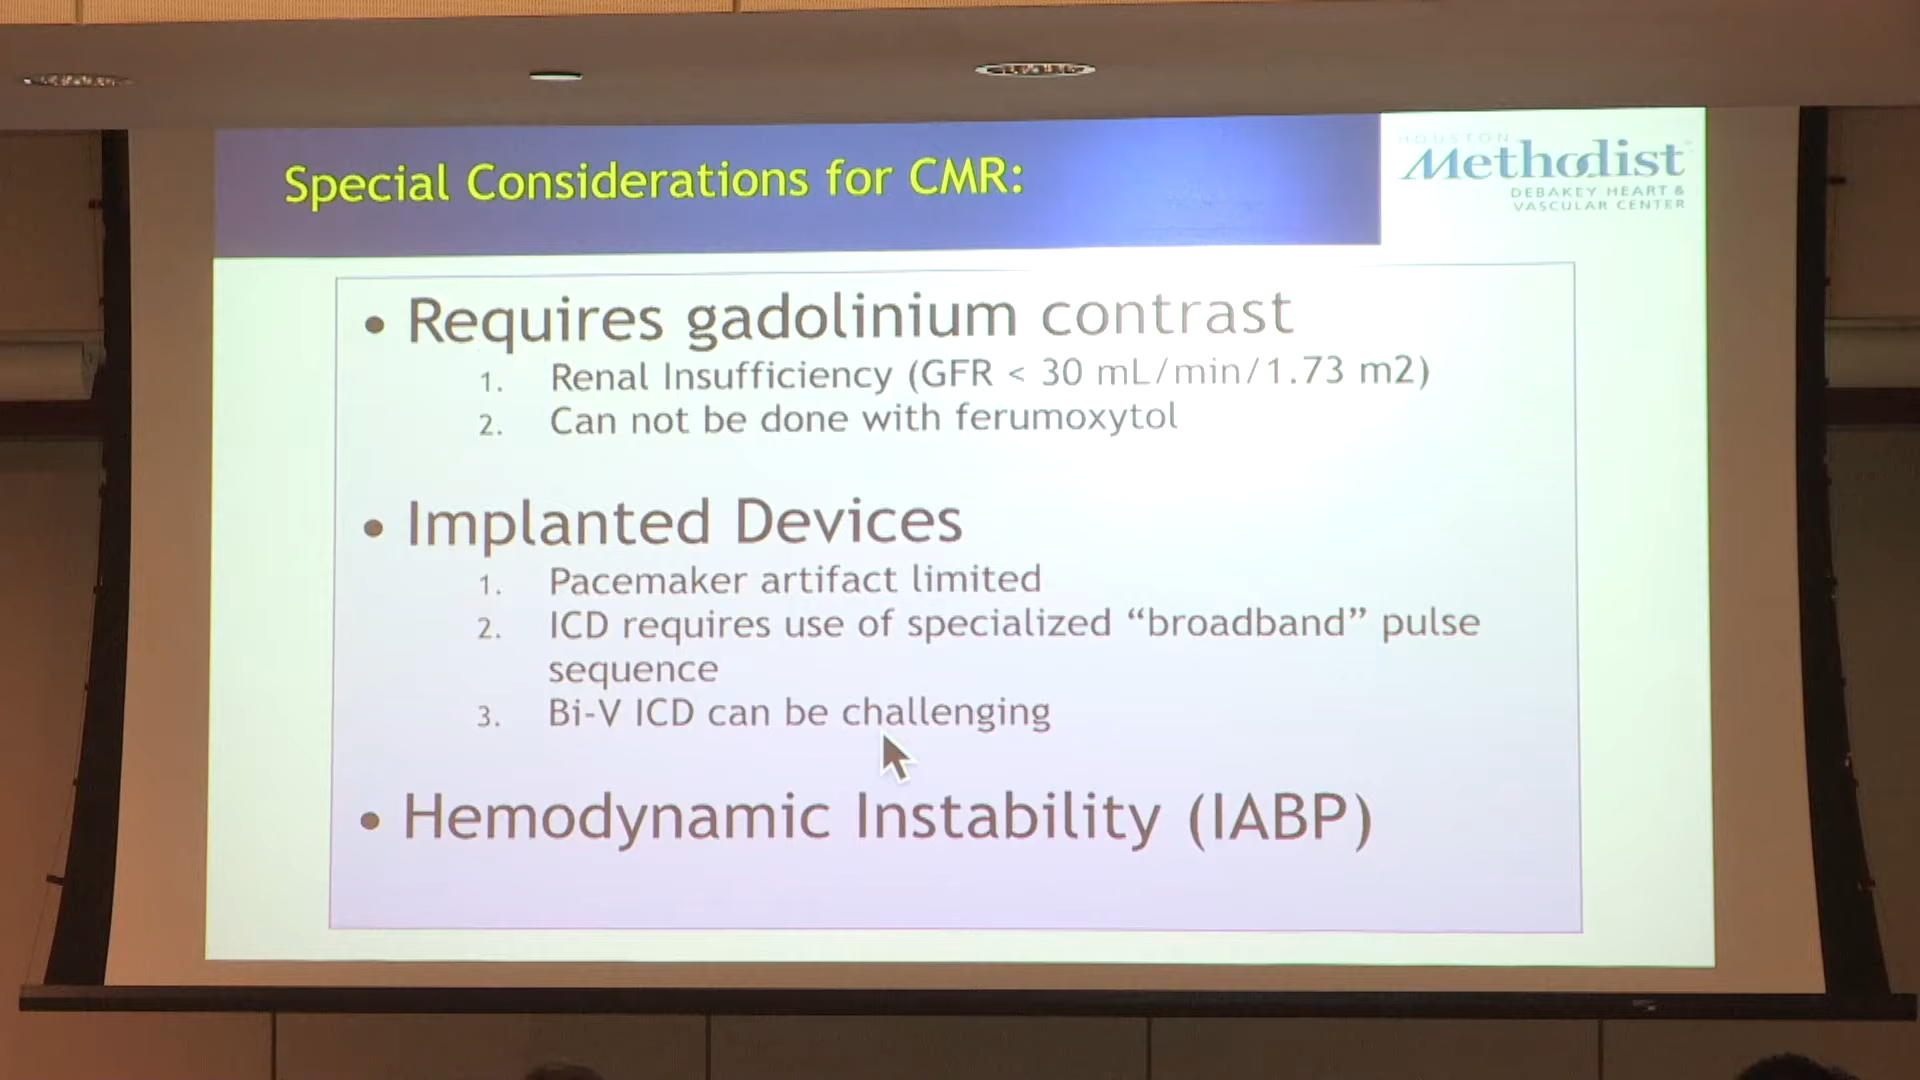 Special Considerations for CMR:
HOUSTON
Methodist
DEBAKEY HEART &
VASCULAR CENTER
• Requires gadolinium contrast
1. Renal Insufficiency (GFR < 30 mL/min/1.73 m2)
2. Can not be done with ferumoxytol
• Implanted Devices
1. Pacemaker artifact limited
2. ICD requires use of specialized “broadband” pulse
sequence
3. Bi-V ICD can be challenging
• Hemodynamic Instability (IABP)